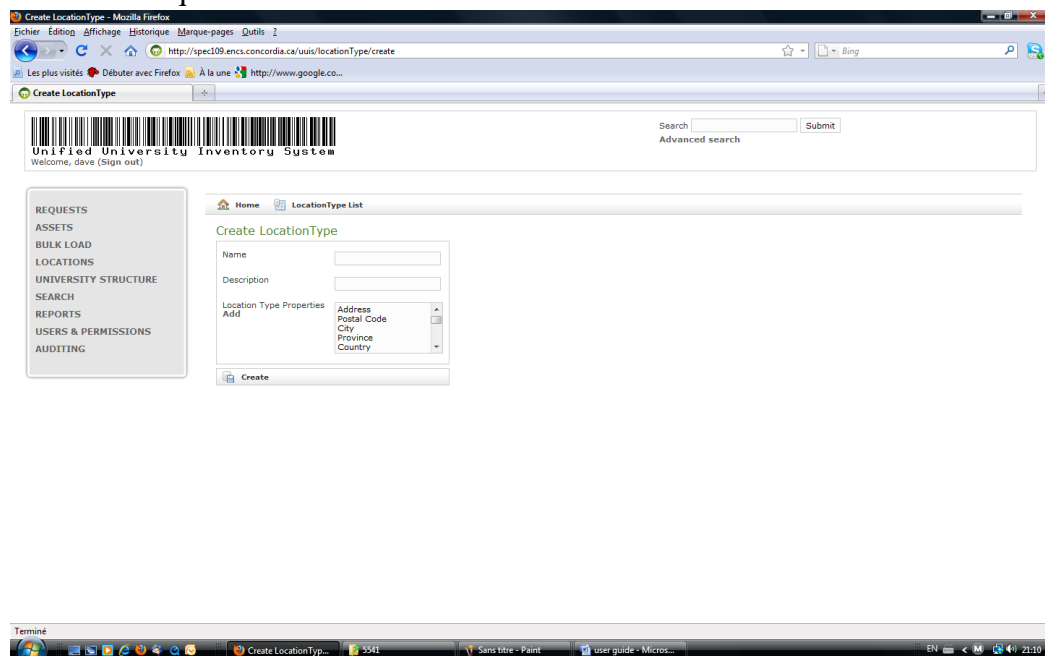 Create LocationType - Mozilla Firefox
Fichier Édition Affichage Historique Marque-pages Outils ?
http://spec109.encs.concordia.ca/uuis/locationType/create
Bing
Les plus visités Débuter avec Firefox À la une http://www.google.co...
Create LocationType
Unified University Inventory System
Welcome, dave (Sign out)
Search
Submit
Advanced search
REQUESTS
ASSETS
BULK LOAD
LOCATIONS
UNIVERSITY STRUCTURE
SEARCH
REPORTS
USERS & PERMISSIONS
AUDITING
Home LocationType List
Create LocationType
Name
Description
Location Type Properties
Add
Address
Postal Code
City
Province
Country
Create
Terminé
Create LocationTyp... 5541 Sans titre - Paint user guide - Micros... EN 21:10